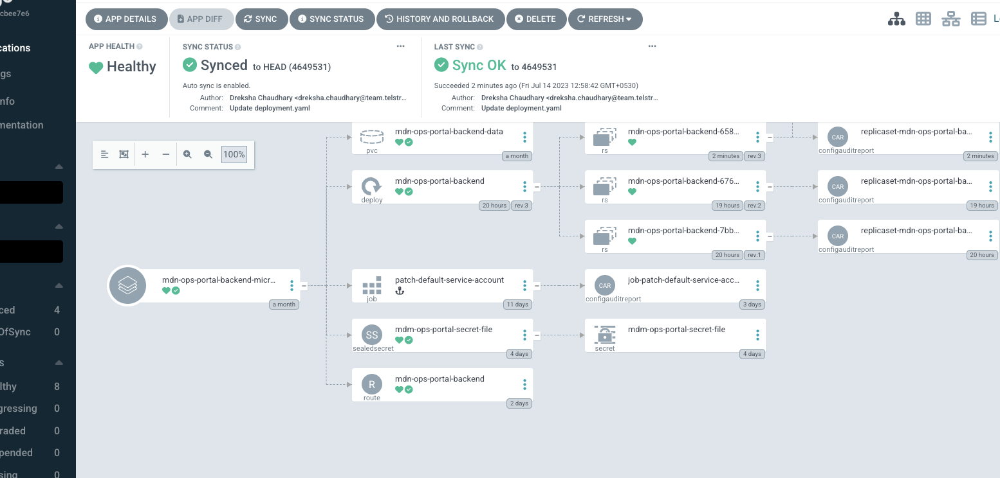 cbee7e6
APP DETAILS
APP DIFF
SYNC
SYNC STATUS
HISTORY AND ROLLBACK
DELETE
REFRESH
APP HEALTH
Healthy
SYNC STATUS
Synced to HEAD (4649531)
Auto sync is enabled.
Author: Dreksha Chaudhary <dreksha.chaudhary@team.telstr...
Comment: Update deployment.yaml
LAST SYNC
Sync OK to 4649531
Succeeded 2 minutes ago (Fri Jul 14 2023 12:58:42 GMT+0530)
Author: Dreksha Chaudhary <dreksha.chaudhary@team.telstr...
Comment: Update deployment.yaml
cations
gs
nfo
mentation
ced 4
OfSync 0
s
lthy 8
gressing 0
raded 0
pended 0
sing 0
100%
mdn-ops-portal-backend-micr...
a month
mdn-ops-portal-backend-data
pvc
a month
mdn-ops-portal-backend
deploy
20 hours
rev:3
patch-default-service-account
job
11 days
SS
mdm-ops-portal-secret-file
sealedsecret
4 days
R
mdn-ops-portal-backend
route
2 days
mdn-ops-portal-backend-658...
rs
2 minutes
rev:3
mdn-ops-portal-backend-676...
rs
19 hours
rev:2
mdn-ops-portal-backend-7bb...
rs
20 hours
rev:1
CAR
job-patch-default-service-acc...
configauditreport
3 days
mdm-ops-portal-secret-file
secret
4 days
CAR
replicaset-mdn-ops-portal-ba...
configauditreport
2 minutes
CAR
replicaset-mdn-ops-portal-ba...
configauditreport
19 hours
CAR
replicaset-mdn-ops-portal-ba...
configauditreport
20 hours